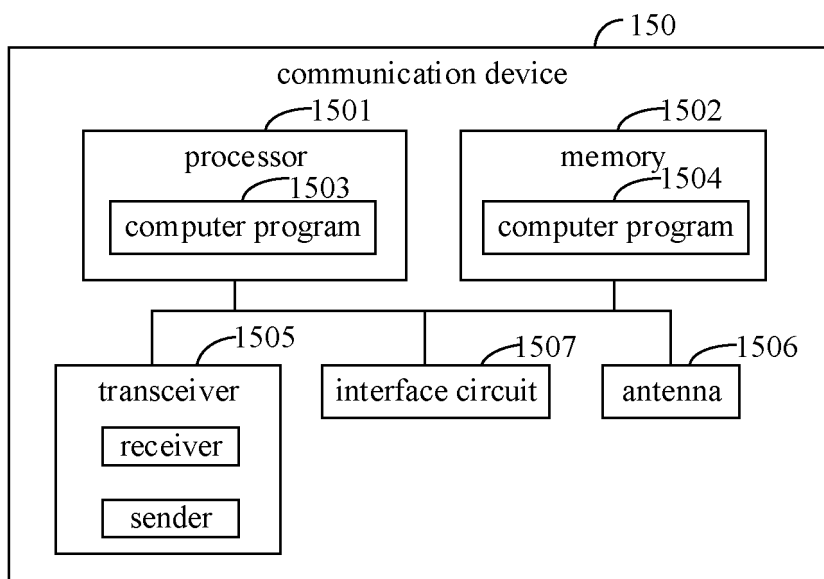 150
communication device
1501
1502
processor
memory
1503
1504
computer program
computer program
1505
1507
1506
transceiver
interface circuit
antenna
receiver
sender